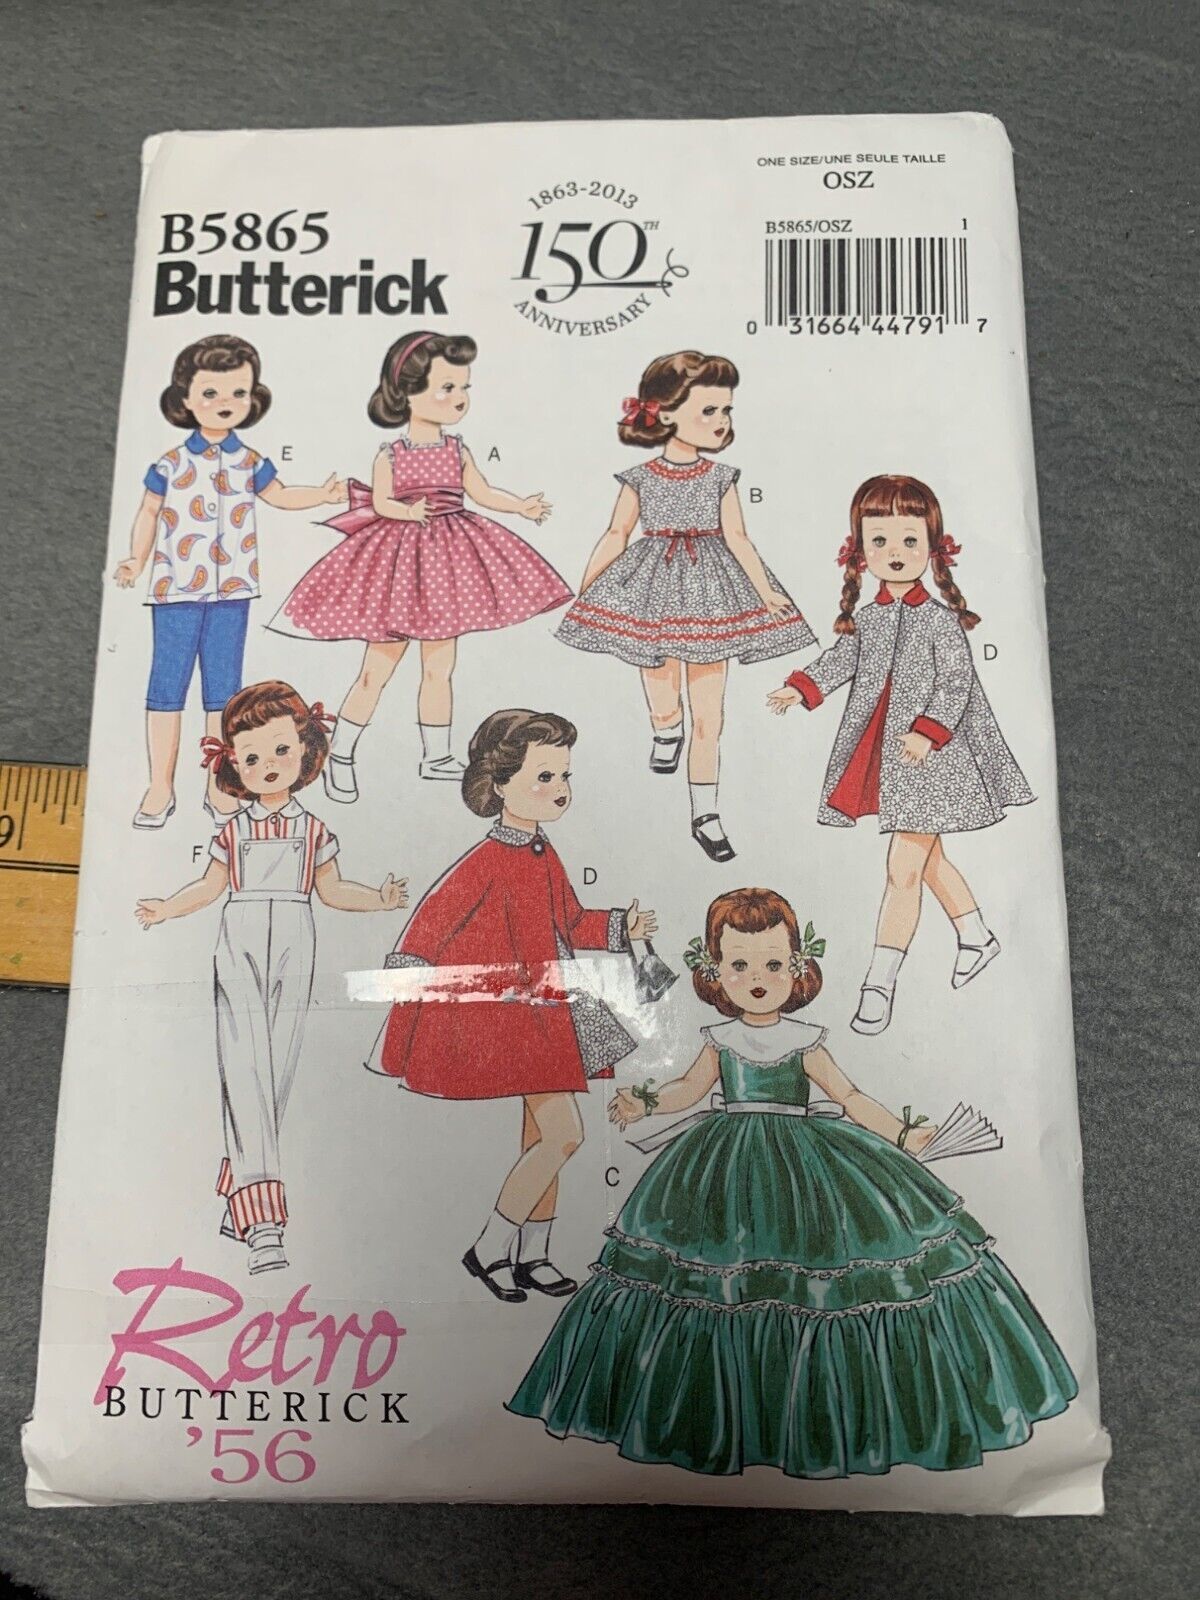 ONE SIZE/UNE SEULE TAILLE
OSZ
B5865
Butterick
1863-2013
150TH
ANNIVERSARY
B5865/OSZ 1
0 31664 44791 7
E
A
B
D
F
D
C
9
Retro
BUTTERICK
'56